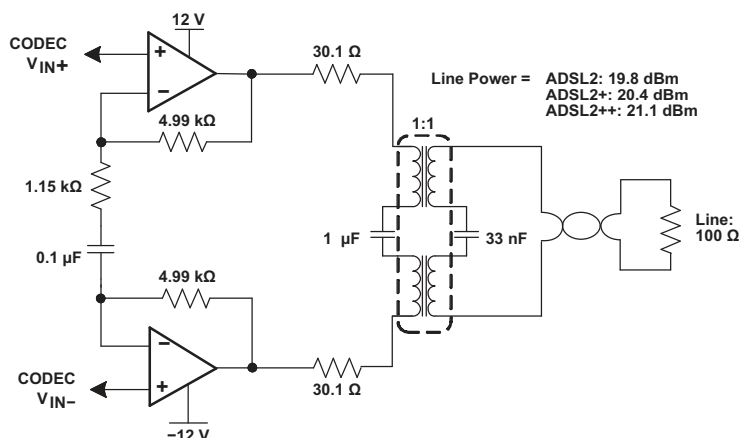 12 V
CODEC
VIN+
+
−
30.1 Ω
Line Power = ADSL2: 19.8 dBm
ADSL2+: 20.4 dBm
ADSL2++: 21.1 dBm
1:1
4.99 kΩ
1.15 kΩ
Line:
100 Ω
1 µF
33 nF
0.1 µF
4.99 kΩ
−
+
CODEC
VIN−
30.1 Ω
−12 V